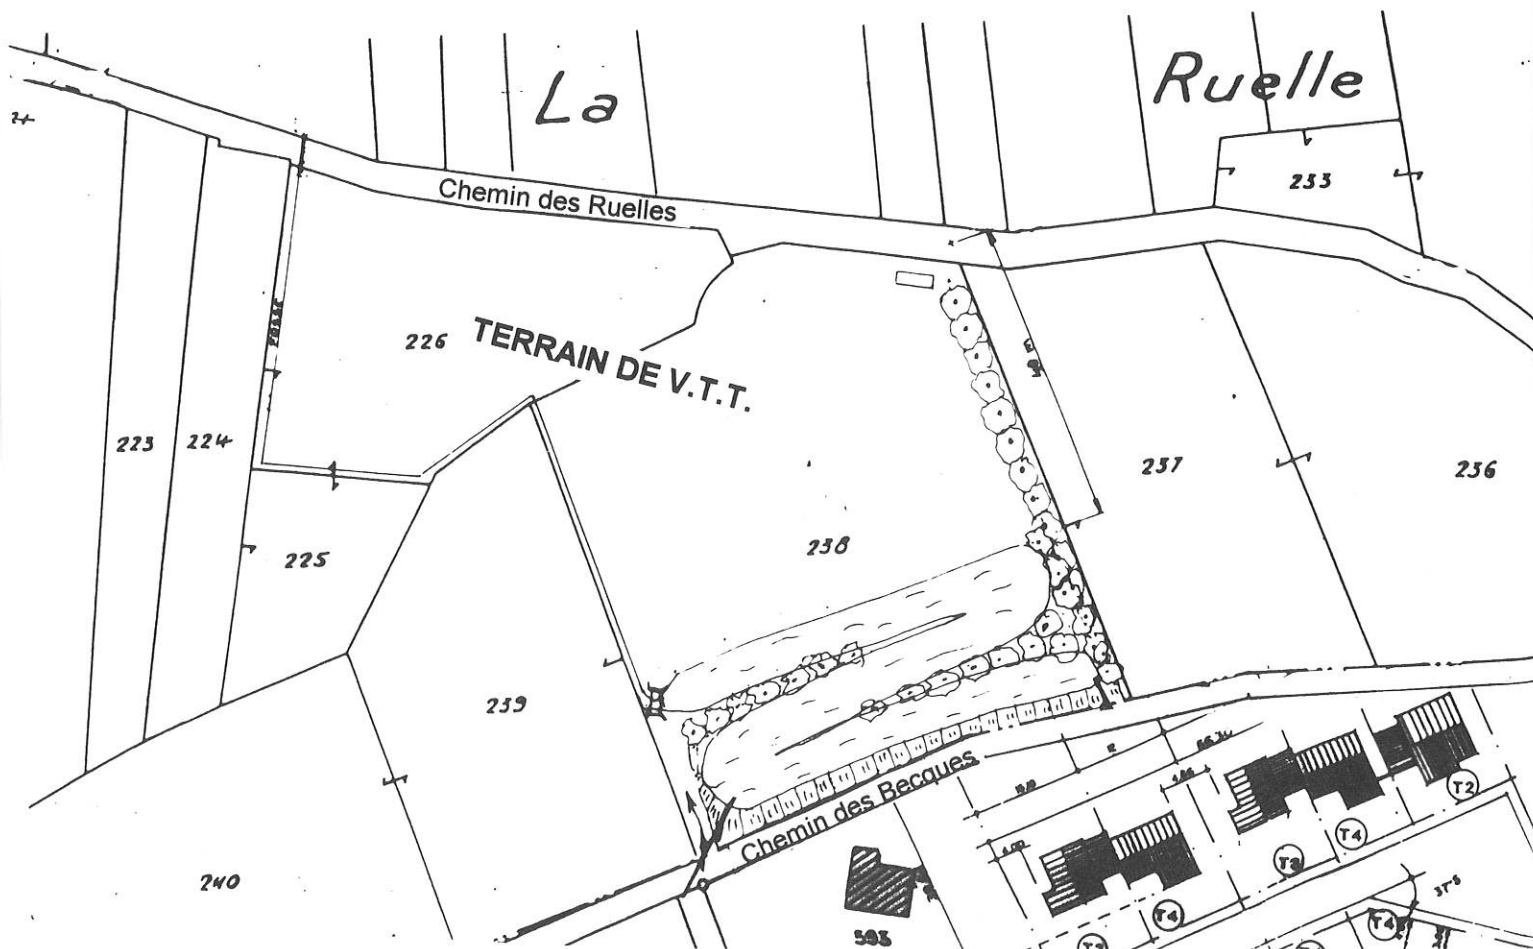 La
Ruelle
233
Chemin des Ruelles
226
TERRAIN DE V.T.T.
223
224
237
236
225
238
239
Chemin des Becques
240
T2
T4
T3
T4
T4
593